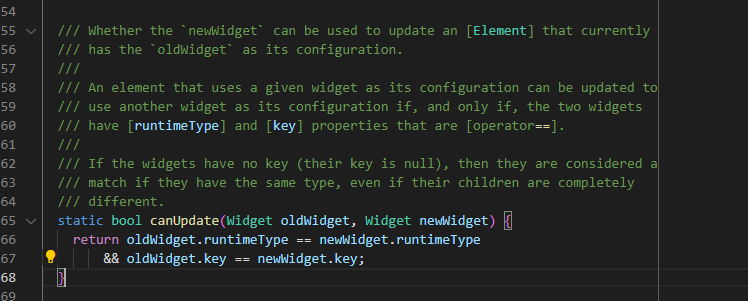 54
55 /// Whether the `newWidget` can be used to update an [Element] that currently
56 /// has the `oldWidget` as its configuration.
57 ///
58 /// An element that uses a given widget as its configuration can be updated to
59 /// use another widget as its configuration if, and only if, the two widgets
60 /// have [runtimeType] and [key] properties that are [operator==].
61 ///
62 /// If the widgets have no key (their key is null), then they are considered a
63 /// match if they have the same type, even if their children are completely
64 /// different.
65 static bool canUpdate(Widget oldWidget, Widget newWidget) {
66 return oldWidget.runtimeType == newWidget.runtimeType
67 && oldWidget.key == newWidget.key;
68 }
69